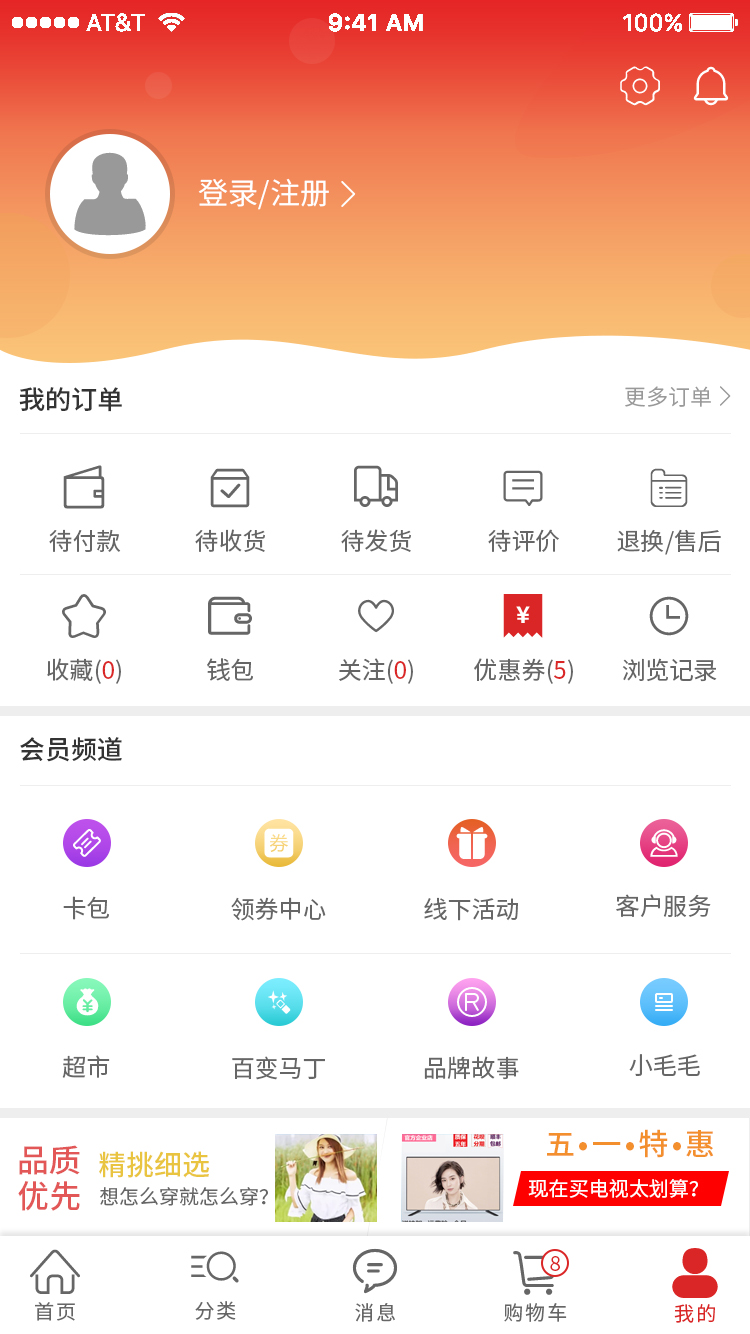 AT&T 9:41 AM 100%
登录/注册
我的订单 更多订单
待付款 待收货 待发货 待评价 退换/售后
¥
收藏(0) 钱包 关注(0) 优惠券(5) 浏览记录
会员频道
券
卡包 领券中心 线下活动 客户服务
¥ R
超市 百变马丁 品牌故事 小毛毛
品质优先
精挑细选
想怎么穿就怎么穿？
五·一·特·惠
现在买电视太划算？
8
首页 分类 消息 购物车 我的